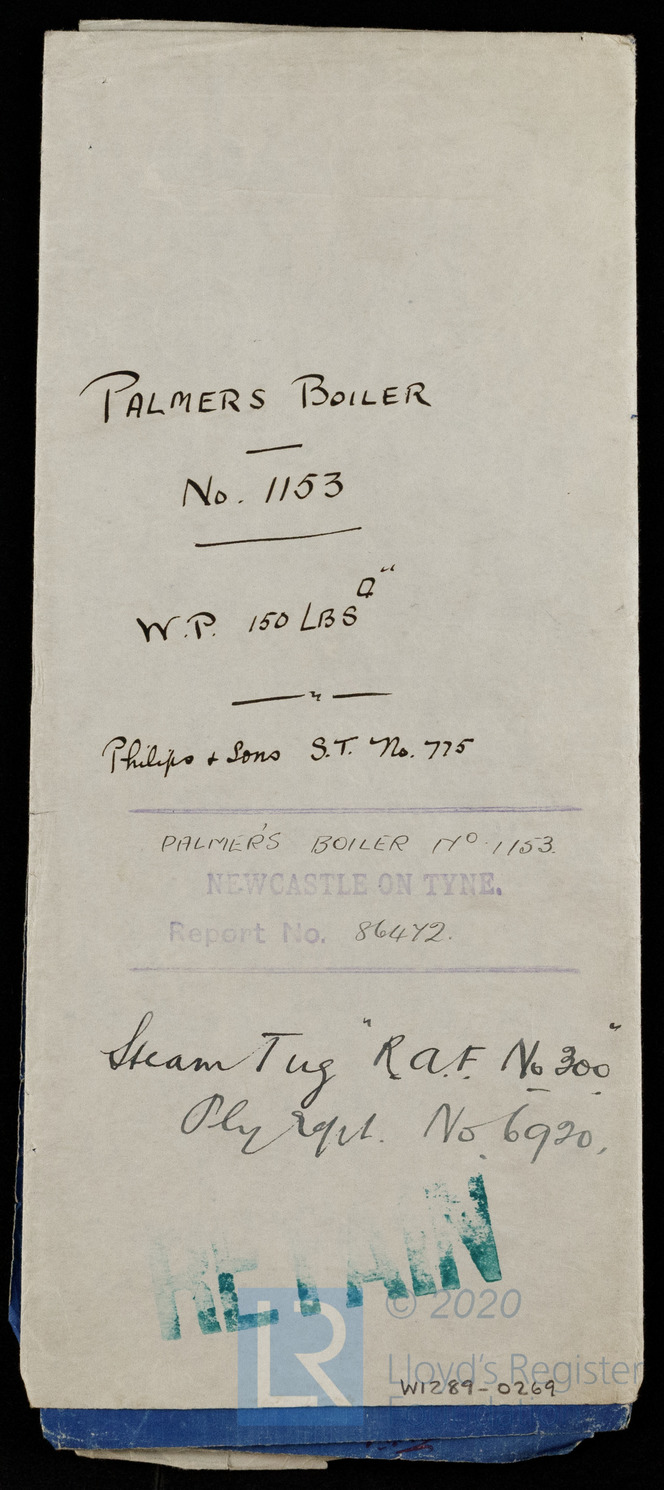 PALMERS BOILER
No. 1153
W.P. 150 LBS □"
Philips & Sons S.T. No. 775
PALMER'S BOILER Nº 1153.
NEWCASTLE ON TYNE.
Report No. 86472.
Steam Tug "R.A.F. No 300"
Ply rept. No. 6920.
RETAIN
LR
© 2020
Lloyd's Register
W1289-0269